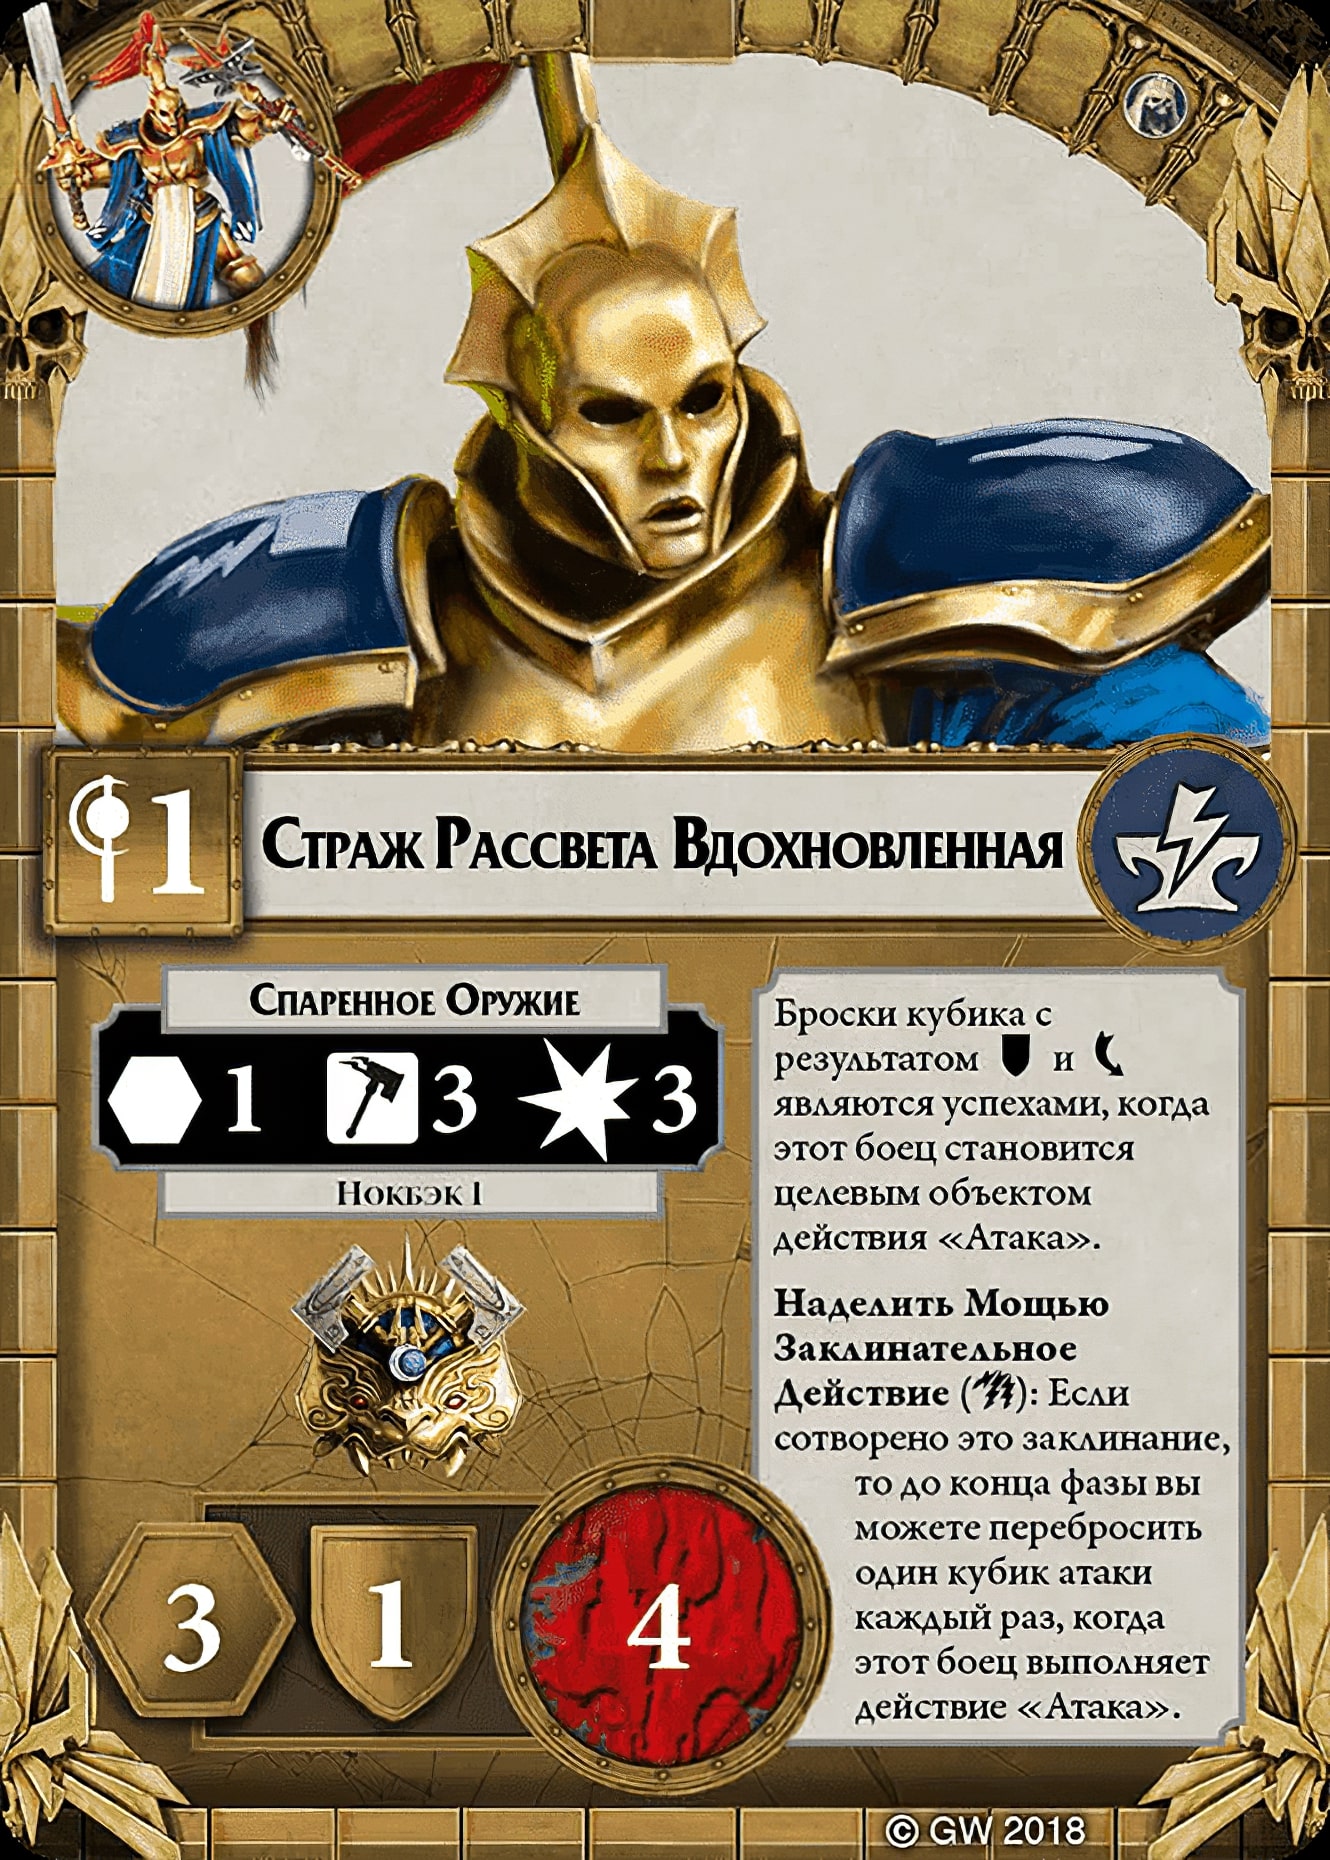 1
Страж Рассвета Вдохновленная
Спаренное Оружие
1 3 3
Нокбэк 1
3 1 4
Броски кубика с
результатом и
являются успехами, когда
этот боец становится
целевым объектом
действия «Атака».
Наделить Мощью
Заклинательное
Действие ( ): Если
сотворено это заклинание,
то до конца фазы вы
можете перебросить
один кубик атаки
каждый раз, когда
этот боец выполняет
действие «Атака».
© GW 2018